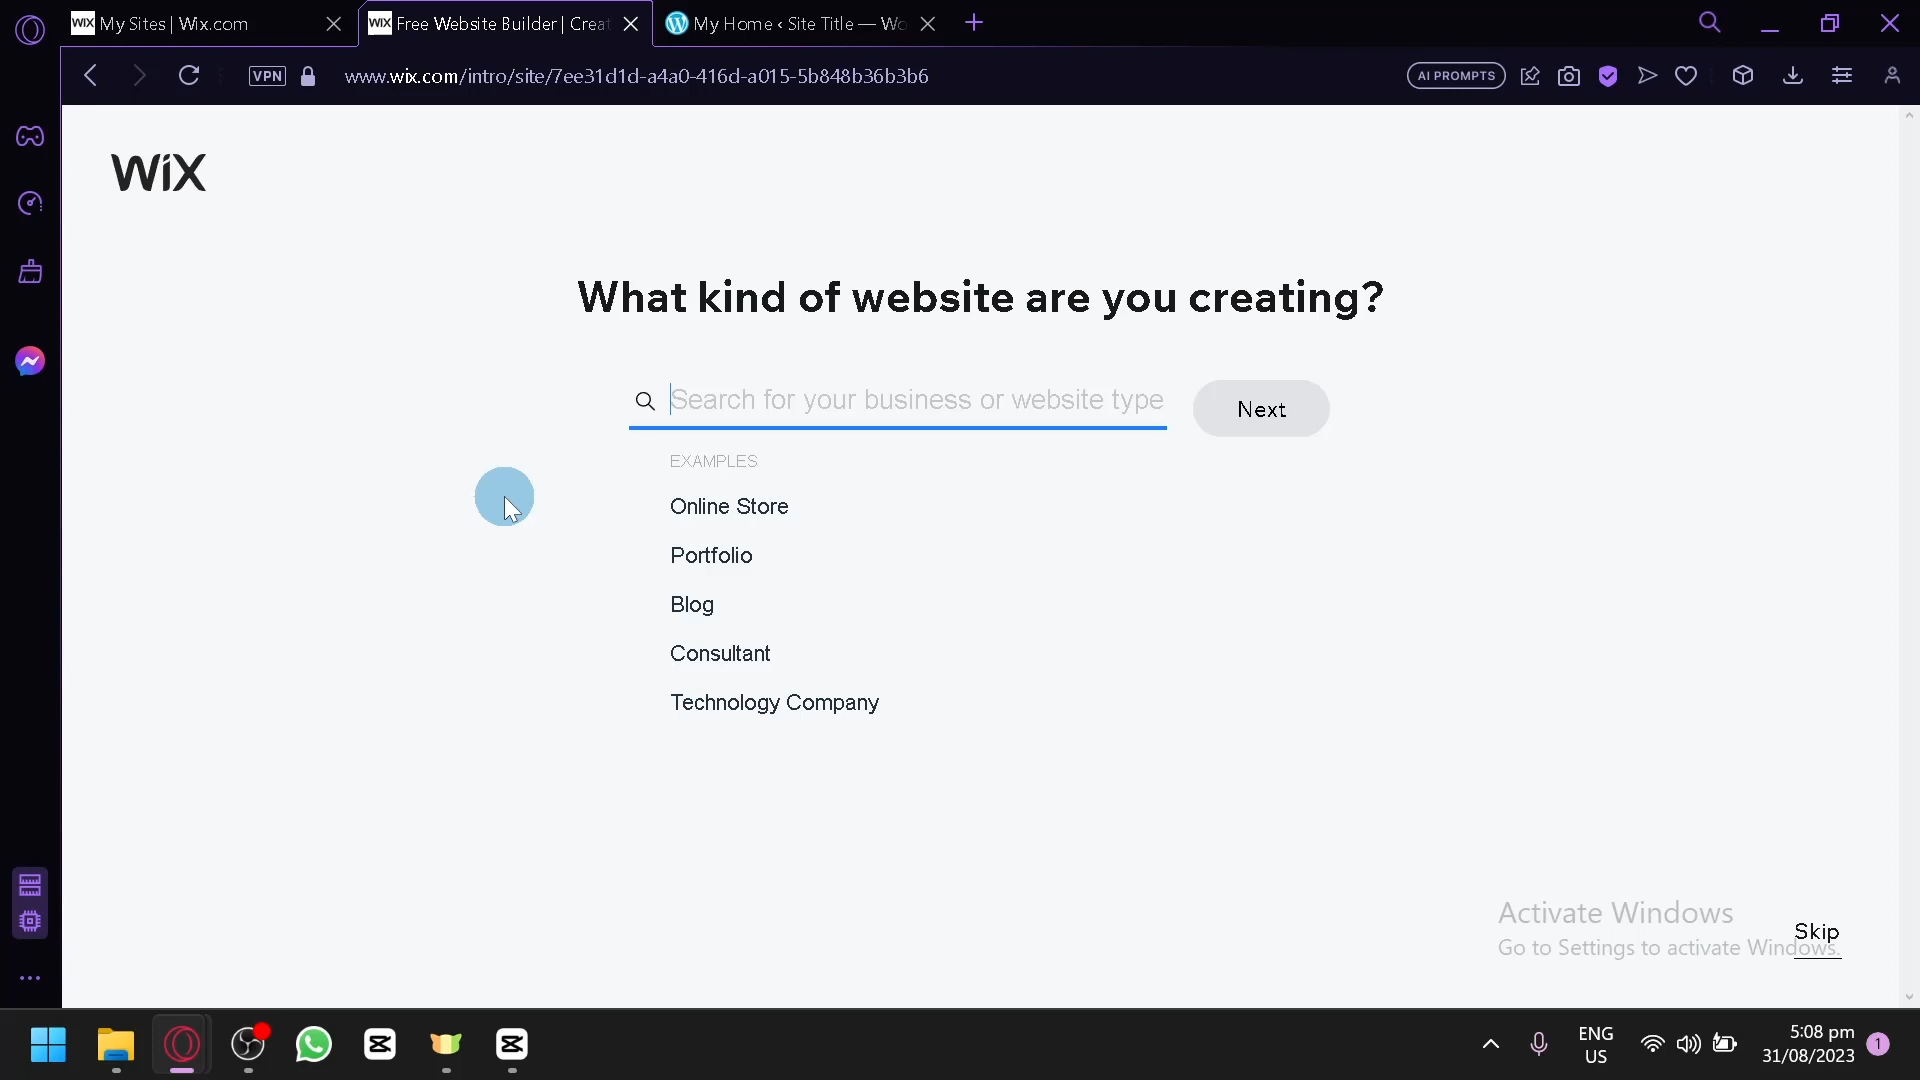 My Sites | Wix.com
Free Website Builder | Creat
My Home ‹ Site Title — Wo
VPN
www.wix.com/intro/site/7ee31d1d-a4a0-416d-a015-5b848b36b3b6
AI PROMPTS
WiX
What kind of website are you creating?
Search for your business or website type
Next
EXAMPLES
Online Store
Portfolio
Blog
Consultant
Technology Company
Activate Windows
Go to Settings to activate Windows.
Skip
ENG
US
5:08 pm
31/08/2023
1